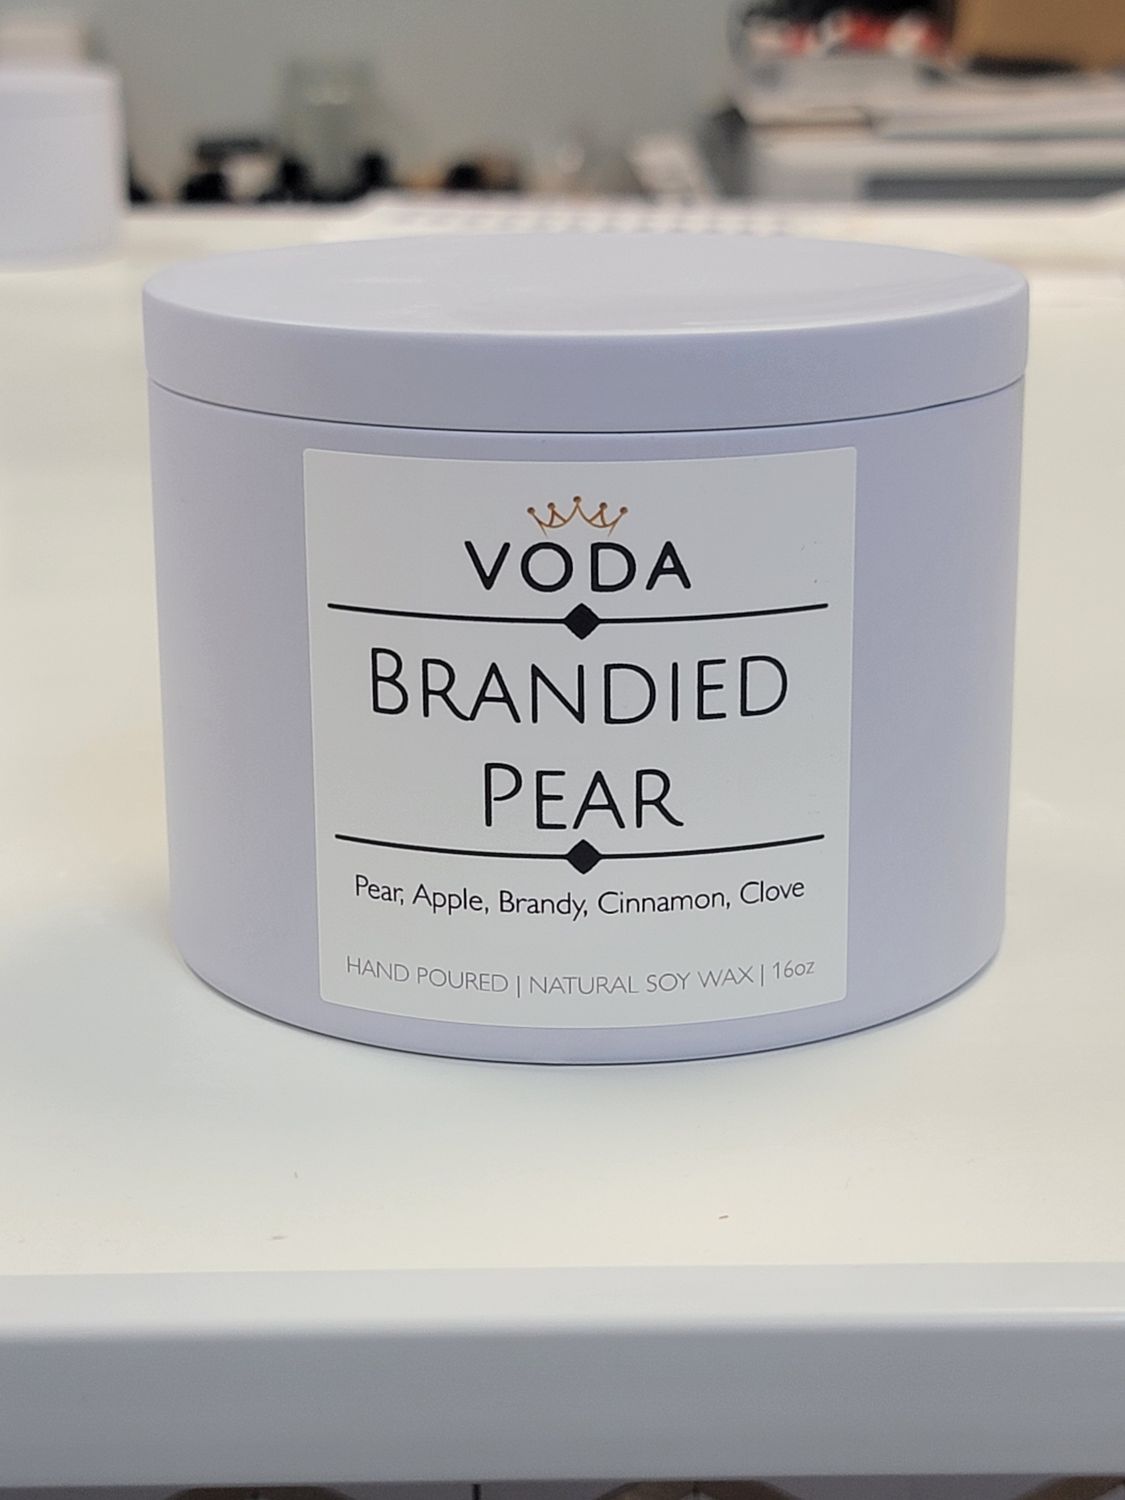 VODA
BRANDIED
PEAR
Pear, Apple, Brandy, Cinnamon, Clove
HAND POURED | NATURAL SOY WAX | 16oz